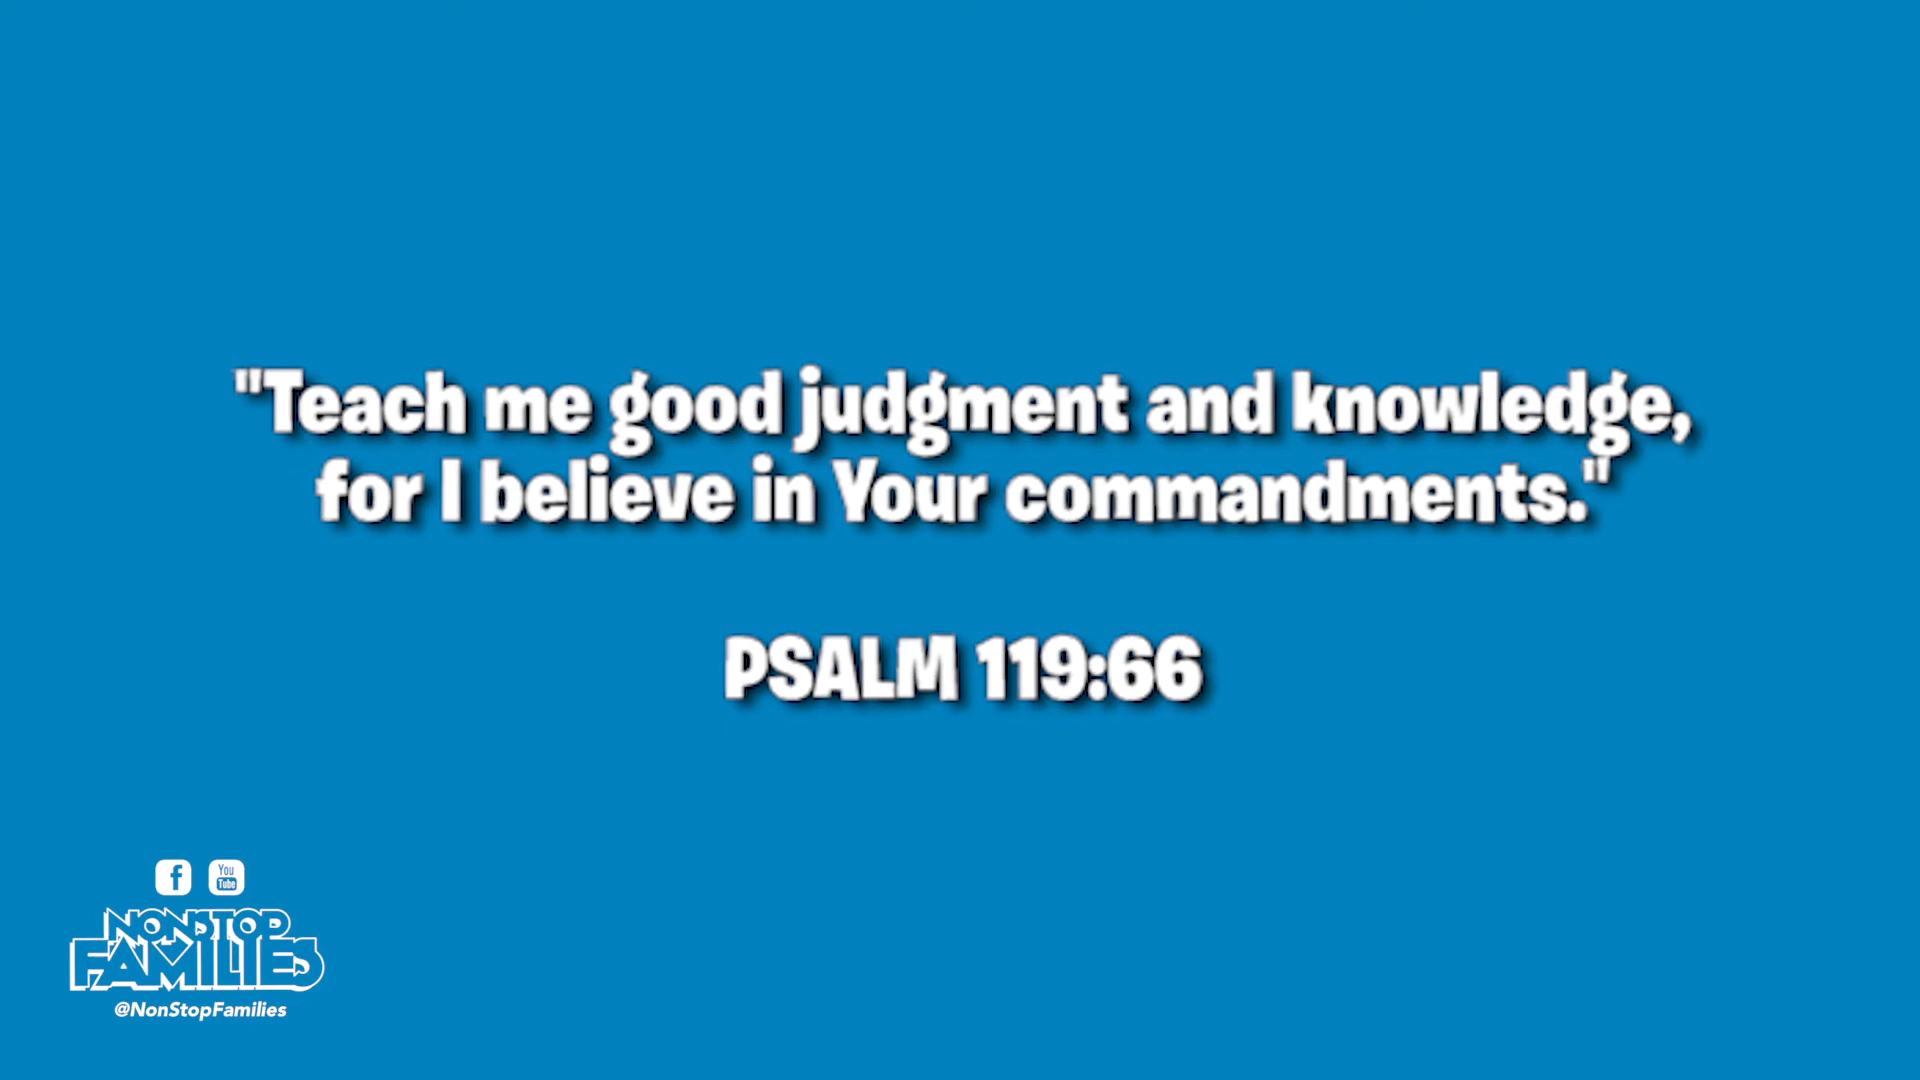 "Teach me good judgment and knowledge,
for I believe in Your commandments."
PSALM 119:66
f You
Tube
NONSTOP
FAMILIES
@NonStopFamilies